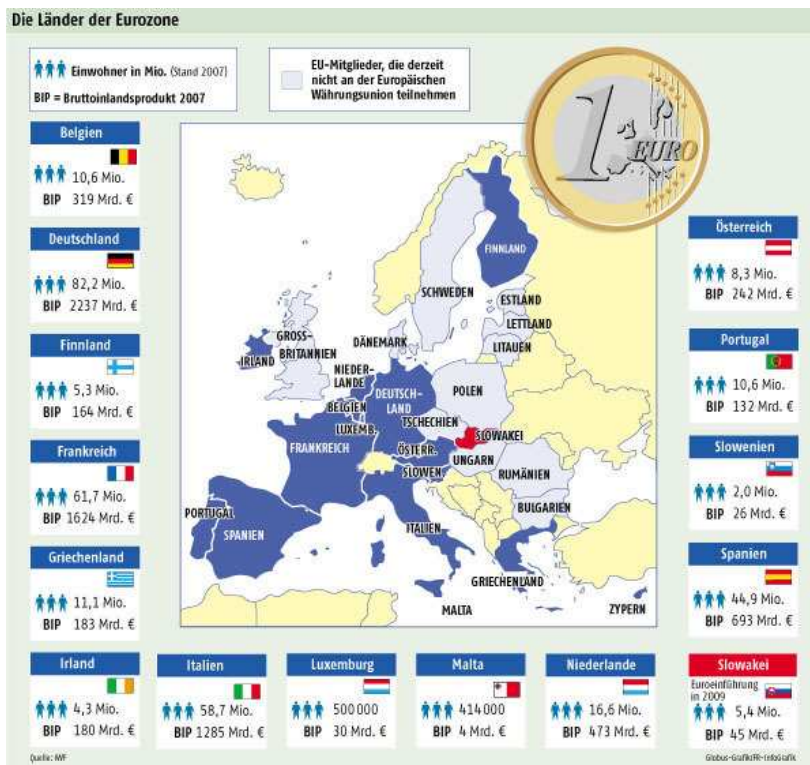 Die Länder der Eurozone
Einwohner in Mio. (Stand 2007)
BIP = Bruttoinlandsprodukt 2007
EU-Mitglieder, die derzeit
nicht an der Europäischen
Währungsunion teilnehmen
1 EURO
Belgien
10,6 Mio.
BIP 319 Mrd. €
Deutschland
82,2 Mio.
BIP 2237 Mrd. €
Finnland
5,3 Mio.
BIP 164 Mrd. €
Frankreich
61,7 Mio.
BIP 1624 Mrd. €
Griechenland
11,1 Mio.
BIP 183 Mrd. €
Irland
4,3 Mio.
BIP 180 Mrd. €
Italien
58,7 Mio.
BIP 1285 Mrd. €
Luxemburg
500 000
BIP 30 Mrd. €
Malta
414 000
BIP 4 Mrd. €
Niederlande
16,6 Mio.
BIP 473 Mrd. €
Österreich
8,3 Mio.
BIP 242 Mrd. €
Portugal
10,6 Mio.
BIP 132 Mrd. €
Slowenien
2,0 Mio.
BIP 26 Mrd. €
Spanien
44,9 Mio.
BIP 693 Mrd. €
Slowakei
Euroeinführung
in 2009
5,4 Mio.
BIP 45 Mrd. €
FINNLAND
SCHWEDEN
ESTLAND
LETTLAND
LITAUEN
DÄNEMARK
GROSS-
BRITANNIEN
IRLAND
NIEDER-
LANDE
DEUTSCH-
LAND
POLEN
BELGIEN
LUXEMB.
TSCHECHIEN
SLOWAKEI
FRANKREICH
ÖSTERR.
UNGARN
SLOWEN.
RUMÄNIEN
BULGARIEN
PORTUGAL
SPANIEN
ITALIEN
GRIECHENLAND
MALTA
ZYPERN
Quelle: IWF
Globus-Grafik/FR-Infografik